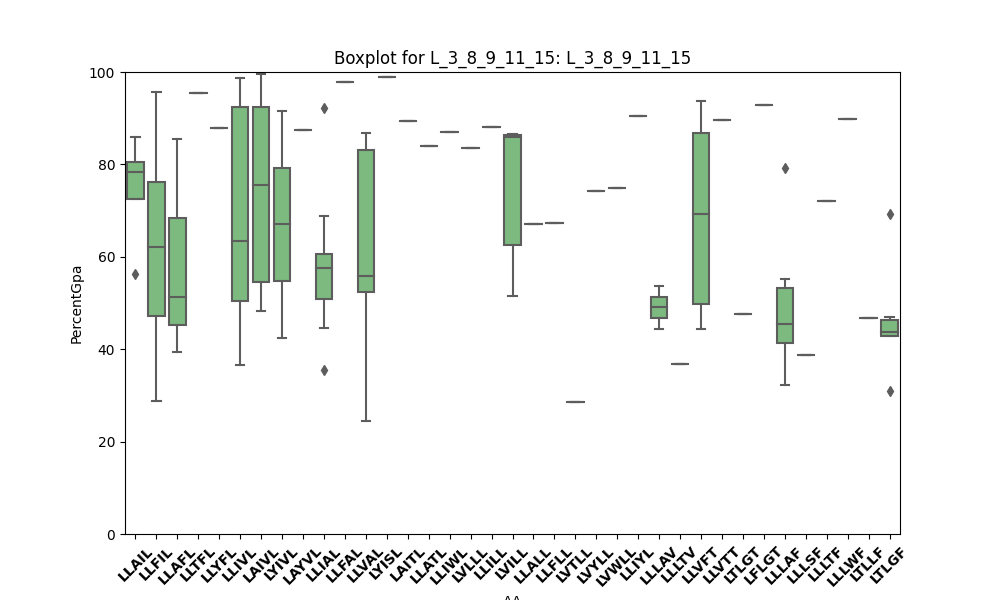 Boxplot for L_3_8_9_11_15: L_3_8_9_11_15
PercentGpa
100
80
60
40
20
0
LLAIL LLFIL LLAFL LLTFL LLYFL LLIVL LAIVL LYIVL LAYVL LLIAL LLFAL LLVAL LYISL LAITL LLATL LLIWL LVLLL LLILL LVILL LLALL LLFLL LVTLL LVYLL LVWLL LLIYL LLLAV LLLTV LLVFT LLVTT LTLGT LFLGT LLLAF LLLSF LLLTF LLLWF LTLLF LTLGF
AA